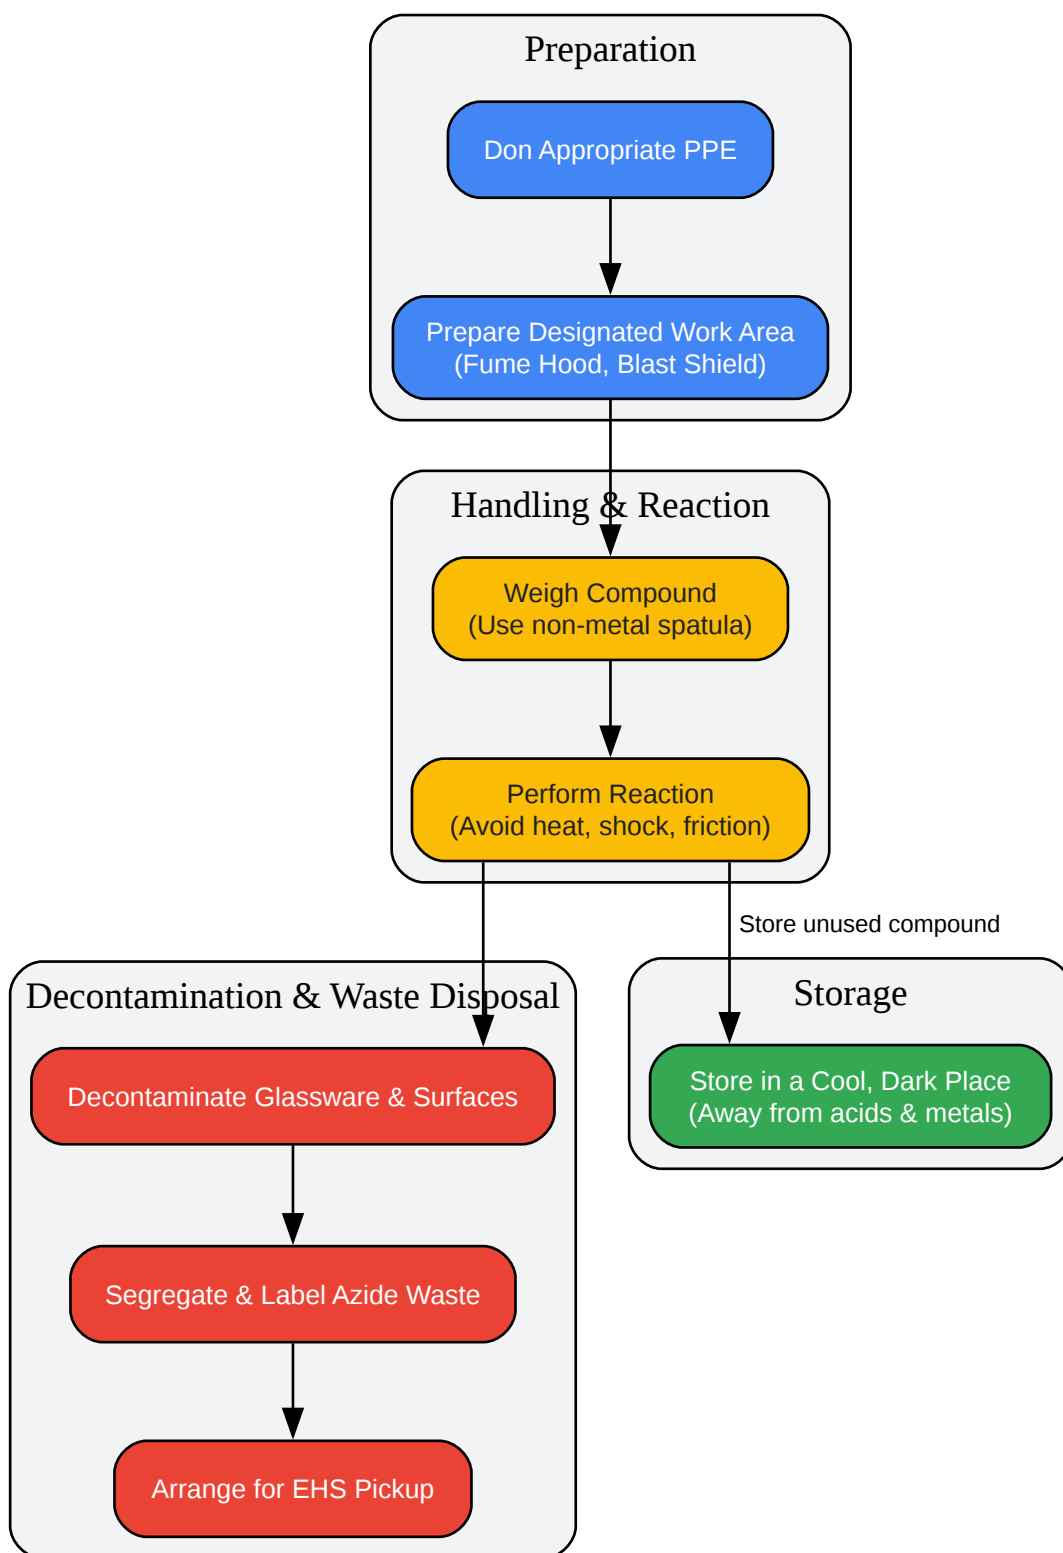 Preparation
Don Appropriate PPE
Prepare Designated Work Area
(Fume Hood, Blast Shield)
Handling & Reaction
Weigh Compound
(Use non-metal spatula)
Perform Reaction
(Avoid heat, shock, friction)
Store unused compound
Decontamination & Waste Disposal
Decontaminate Glassware & Surfaces
Segregate & Label Azide Waste
Arrange for EHS Pickup
Storage
Store in a Cool, Dark Place
(Away from acids & metals)